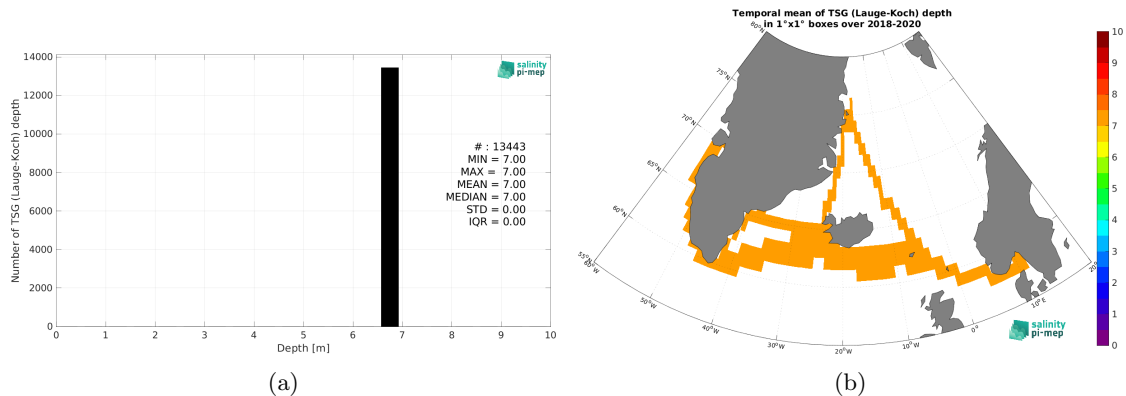 14000
12000
10000
8000
6000
4000
2000
0
Number of TSG (Lauge-Koch) depth
0 1 2 3 4 5 6 7 8 9 10
Depth [m]
salinity
pi-mep
# : 13443
MIN = 7.00
MAX = 7.00
MEAN = 7.00
MEDIAN = 7.00
STD = 0.00
IQR = 0.00
(a)
Temporal mean of TSG (Lauge-Koch) depth
in 1°x1° boxes over 2018-2020
80°N
75°N
70°N
65°N
60°N
55°N
60°W
50°W
40°W
30°W
20°W
10°W
0°
10°E
salinity
pi-mep
10
9
8
7
6
5
4
3
2
1
0
(b)